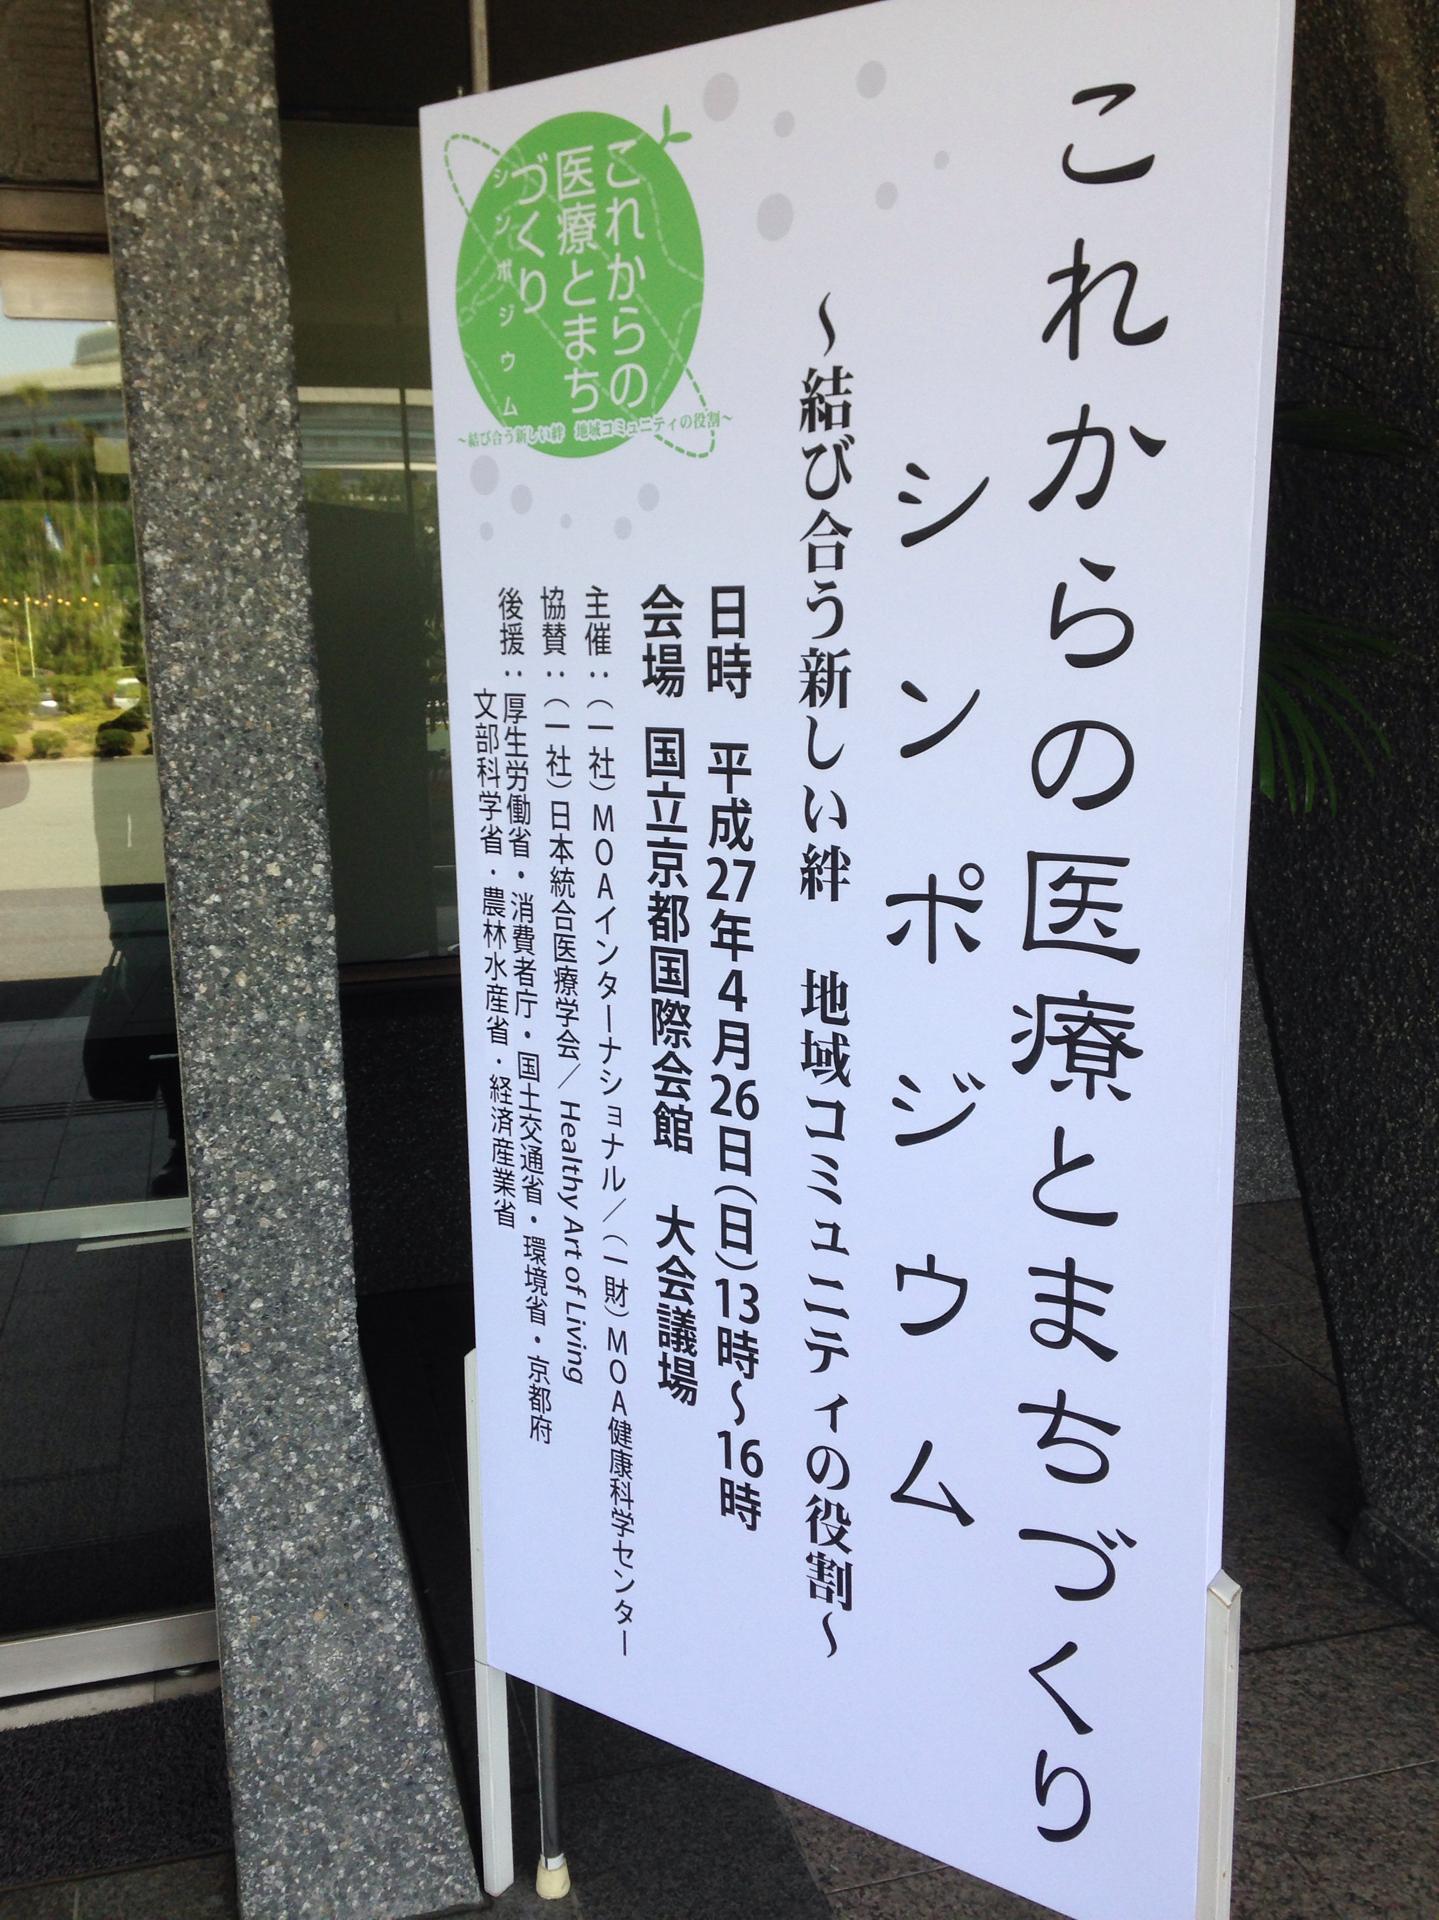 これからの医療とまちづくり
シンポジウム
～結び合う新しい絆　地域コミュニティの役割～
日時　平成27年4月26日(日)13時～16時
会場　国立京都国際会館　大会議場
主催：（一社）MOAインターナショナル／（一財）MOA健康科学センター
協賛：（一社）日本統合医療学会／Healthy Art of Living
後援：厚生労働省・消費者庁・国土交通省・環境省・京都府
文部科学省・農林水産省・経済産業省
これからの
医療とまち
づくり
シンポジウム
～結び合う新しい絆　地域コミュニティの役割～